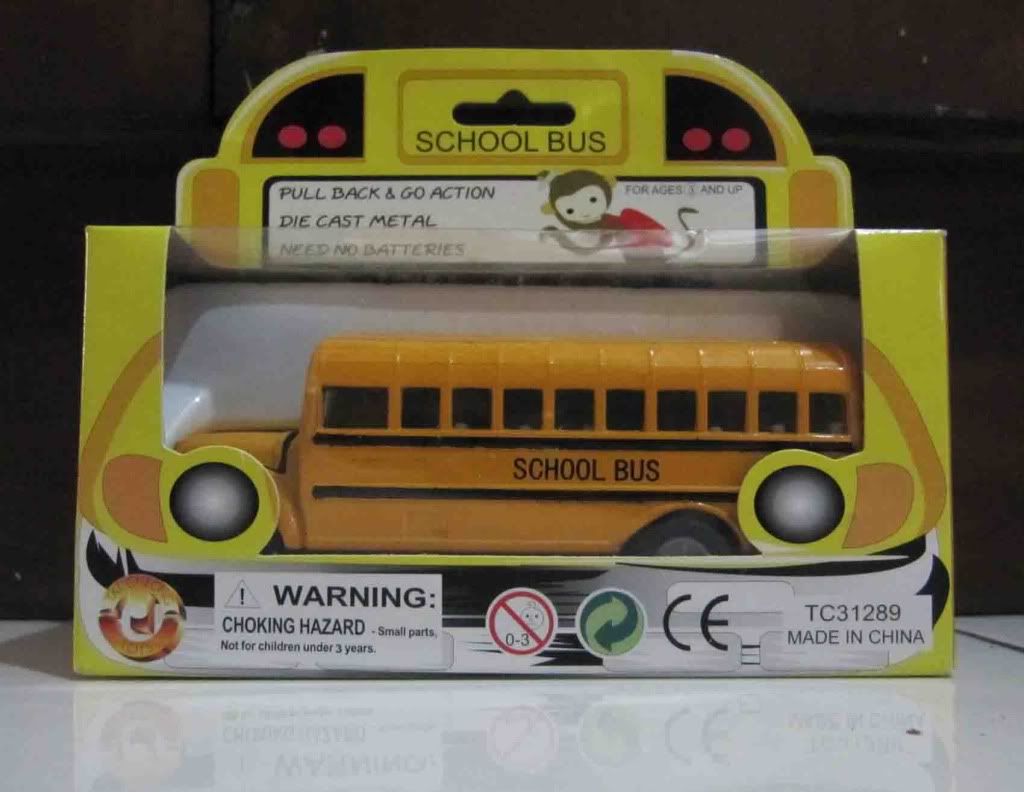 SCHOOL BUS
PULL BACK & GO ACTION
FOR AGES 3 AND UP
DIE CAST METAL
NEED NO BATTERIES
SCHOOL BUS
WARNING:
CHOKING HAZARD - Small parts,
Not for children under 3 years.
0-3
CE
TC31289
MADE IN CHINA